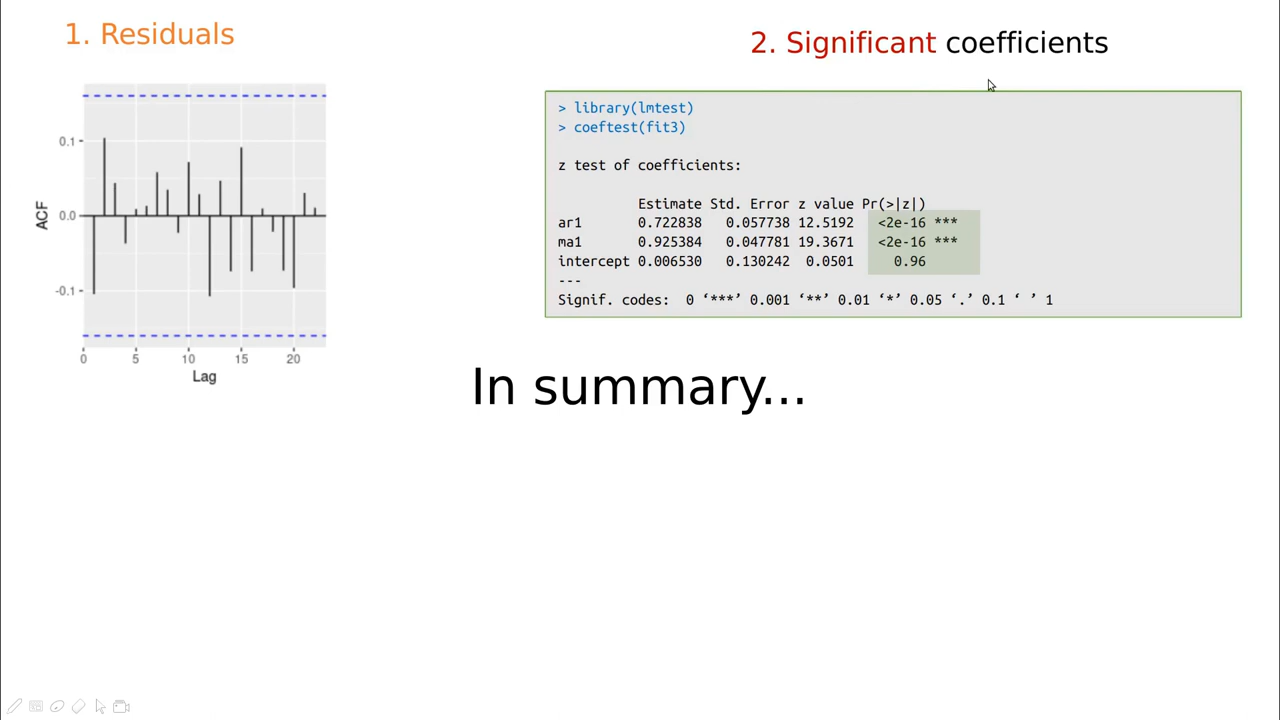 1. Residuals
2. Significant coefficients
0.1
0.0
-0.1
ACF
0 5 10 15 20
Lag
> library(lmtest)
> coeftest(fit3)
z test of coefficients:
Estimate Std. Error z value Pr(>|z|)
ar1 0.722838 0.057738 12.5192 <2e-16 ***
ma1 0.925384 0.047781 19.3671 <2e-16 ***
intercept 0.006530 0.130242 0.0501 0.96
---
Signif. codes: 0 ‘***’ 0.001 ‘**’ 0.01 ‘*’ 0.05 ‘.’ 0.1 ‘ ’ 1
In summary...